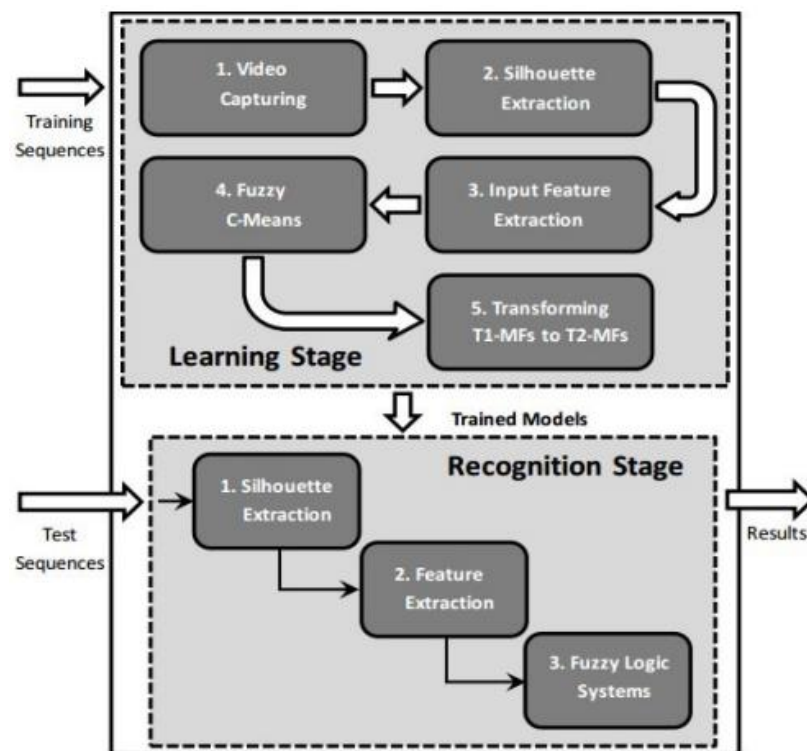 Training
Sequences
1. Video
Capturing
2. Silhouette
Extraction
4. Fuzzy
C-Means
3. Input Feature
Extraction
5. Transforming
T1-MFs to T2-MFs
Learning Stage
Trained Models
Recognition Stage
Test
Sequences
1. Silhouette
Extraction
2. Feature
Extraction
3. Fuzzy Logic
Systems
Results